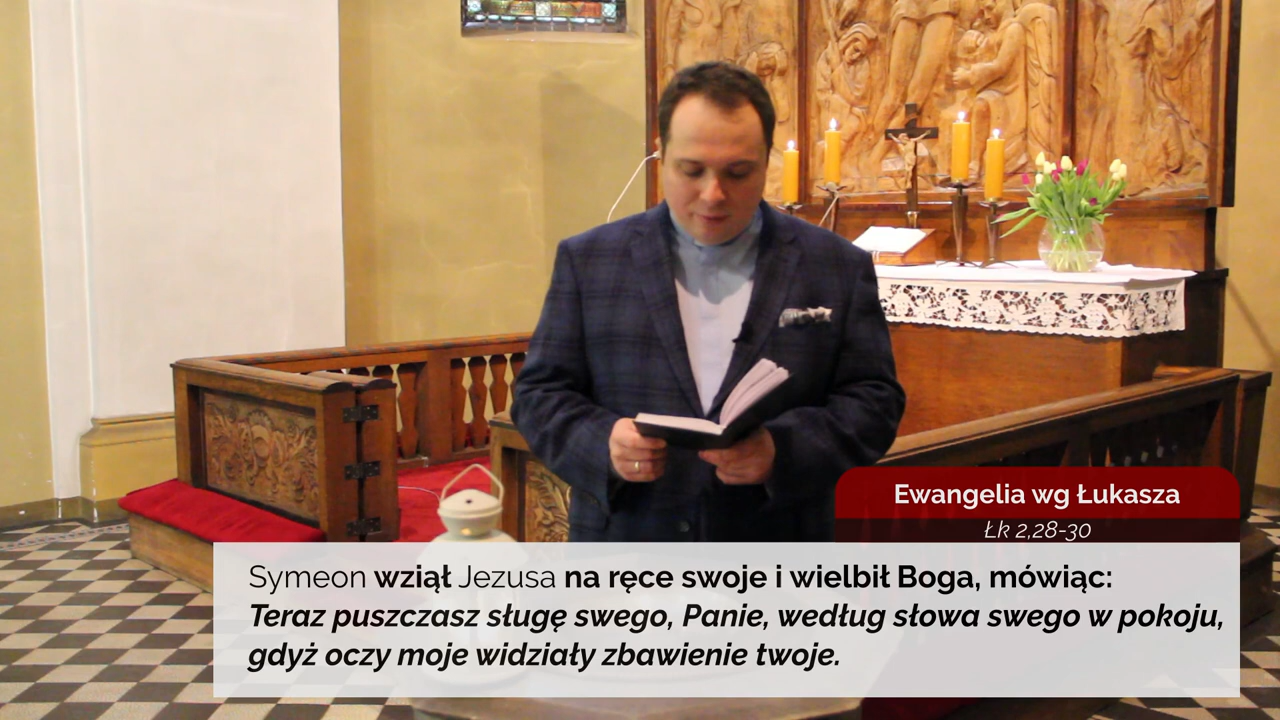 Ewangelia wg Łukasza
Łk 2,28-30
Symeon wziął Jezusa na ręce swoje i wielbił Boga, mówiąc:
Teraz puszczasz sługę swego, Panie, według słowa swego w pokoju,
gdyż oczy moje widziały zbawienie twoje.